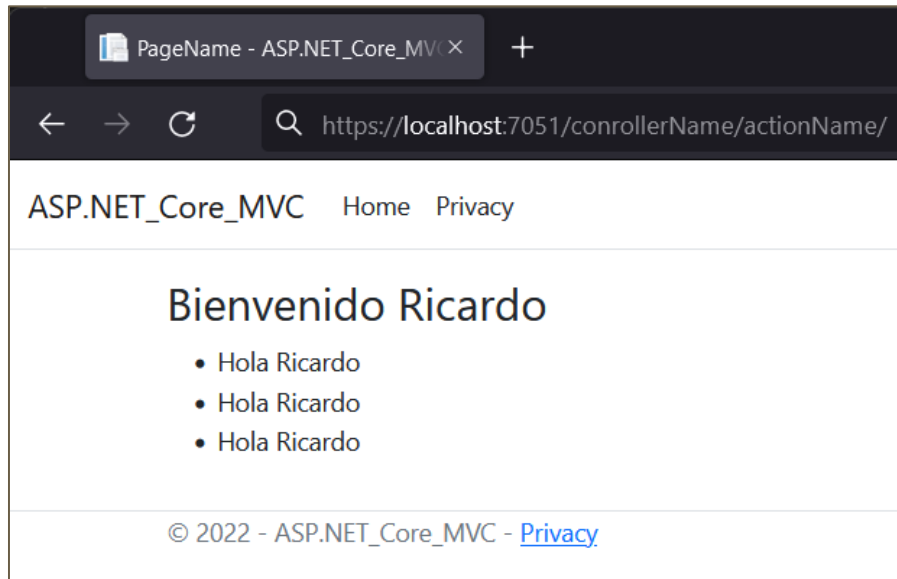 PageName - ASP.NET_Core_MV
https://localhost:7051/conrollerName/actionName/
ASP.NET_Core_MVC Home Privacy
Bienvenido Ricardo
• Hola Ricardo
• Hola Ricardo
• Hola Ricardo
© 2022 - ASP.NET_Core_MVC - Privacy